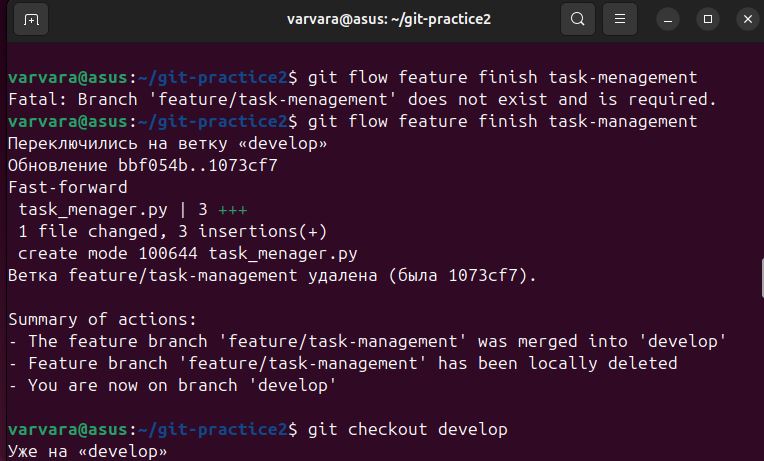 varvara@asus: ~/git-practice2
varvara@asus:~/git-practice2$ git flow feature finish task-menagement
Fatal: Branch 'feature/task-menagement' does not exist and is required.
varvara@asus:~/git-practice2$ git flow feature finish task-management
Переключились на ветку «develop»
Обновление bbf054b..1073cf7
Fast-forward
 task_menager.py | 3 +++
 1 file changed, 3 insertions(+)
 create mode 100644 task_menager.py
Ветка feature/task-management удалена (была 1073cf7).
Summary of actions:
- The feature branch 'feature/task-management' was merged into 'develop'
- Feature branch 'feature/task-management' has been locally deleted
- You are now on branch 'develop'
varvara@asus:~/git-practice2$ git checkout develop
Уже на «develop»